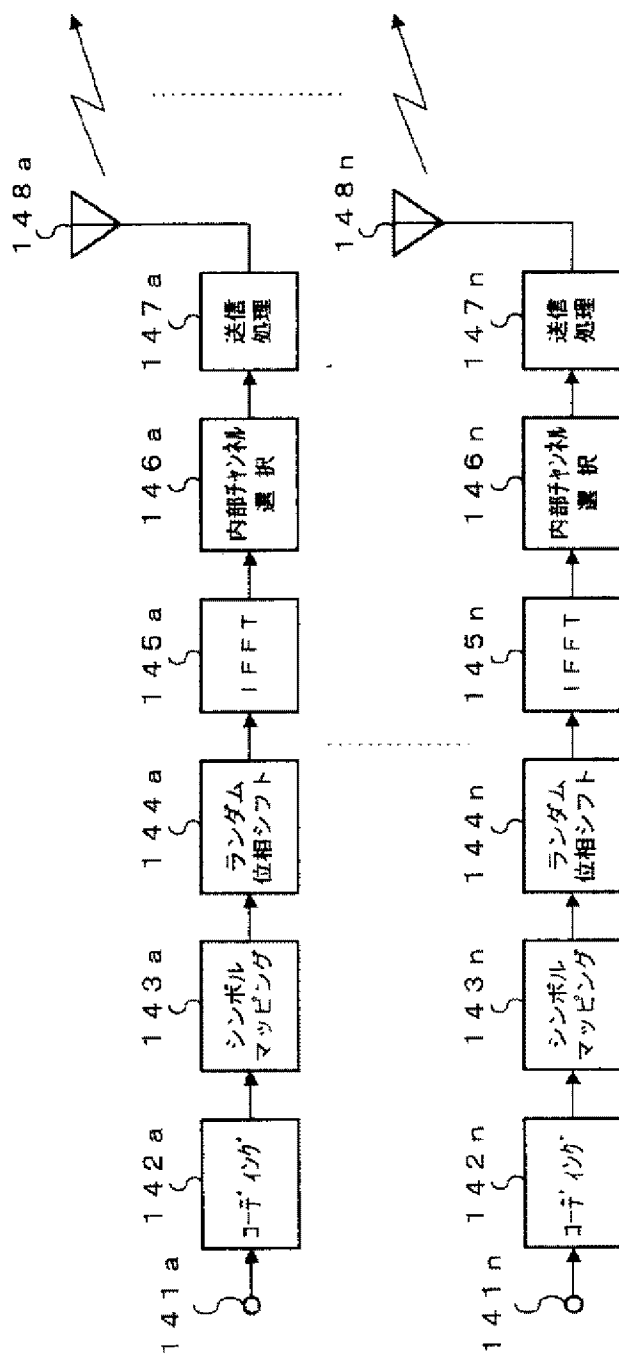 141a
142a
コーディング
143a
シンボル
マッピング
144a
ランダム
位相シフト
145a
IFFT
146a
内部チャンネル
選択
147a
送信
処理
148a
141n
142n
コーディング
143n
シンボル
マッピング
144n
ランダム
位相シフト
145n
IFFT
146n
内部チャンネル
選択
147n
送信
処理
148n